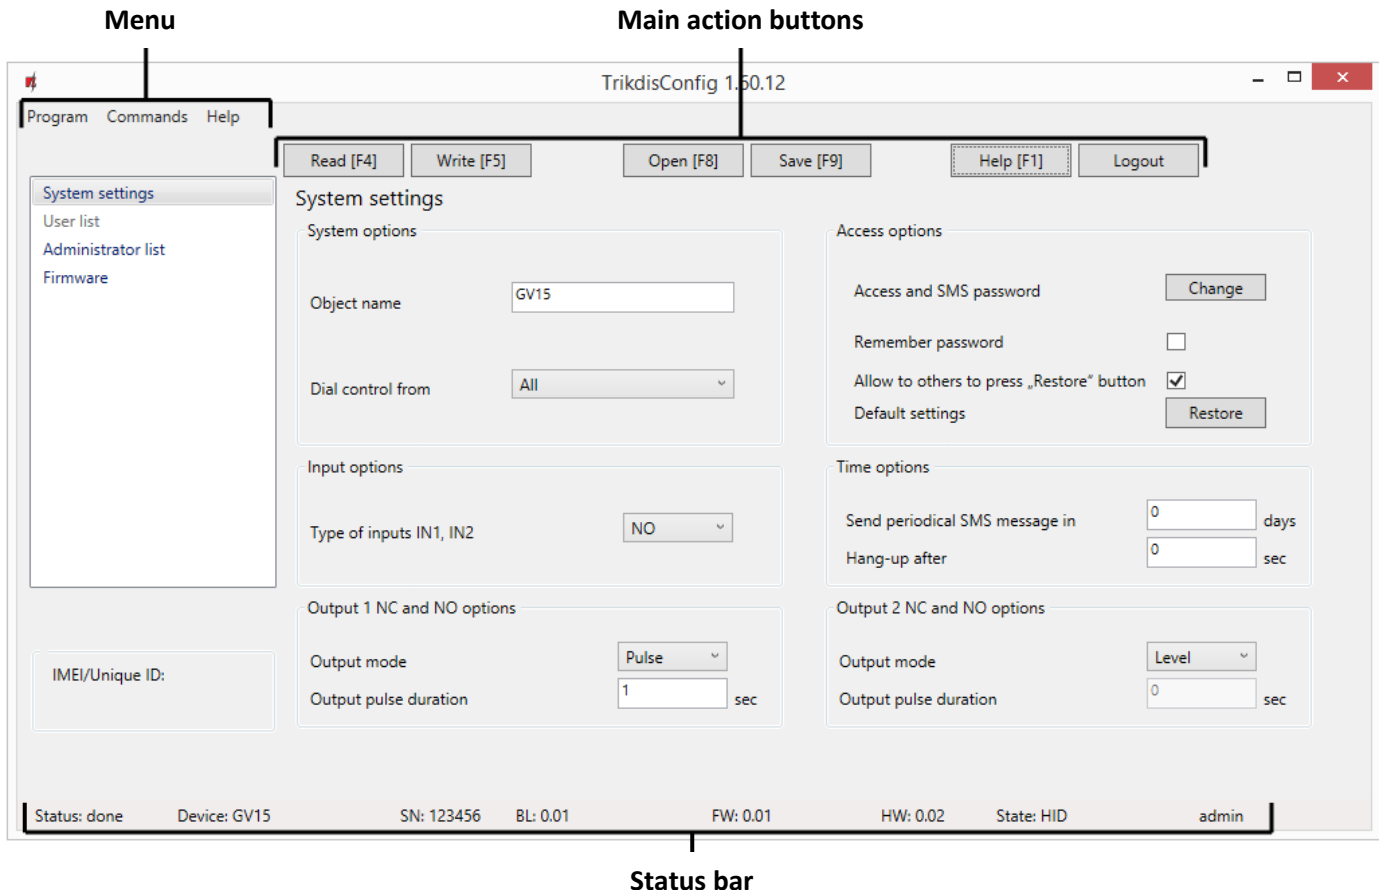 Menu
Main action buttons
TrikdisConfig 1.60.12
Program Commands Help
Read [F4] Write [F5] Open [F8] Save [F9] Help [F1] Logout
System settings
User list
Administrator list
Firmware
IMEI/Unique ID:
System settings
System options
Object name GV15
Dial control from All
Access options
Access and SMS password Change
Remember password
Allow to others to press „Restore“ button
Default settings Restore
Input options
Type of inputs IN1, IN2 NO
Time options
Send periodical SMS message in 0 days
Hang-up after 0 sec
Output 1 NC and NO options
Output mode Pulse
Output pulse duration 1 sec
Output 2 NC and NO options
Output mode Level
Output pulse duration 0 sec
Status: done Device: GV15 SN: 123456 BL: 0.01 FW: 0.01 HW: 0.02 State: HID admin
Status bar